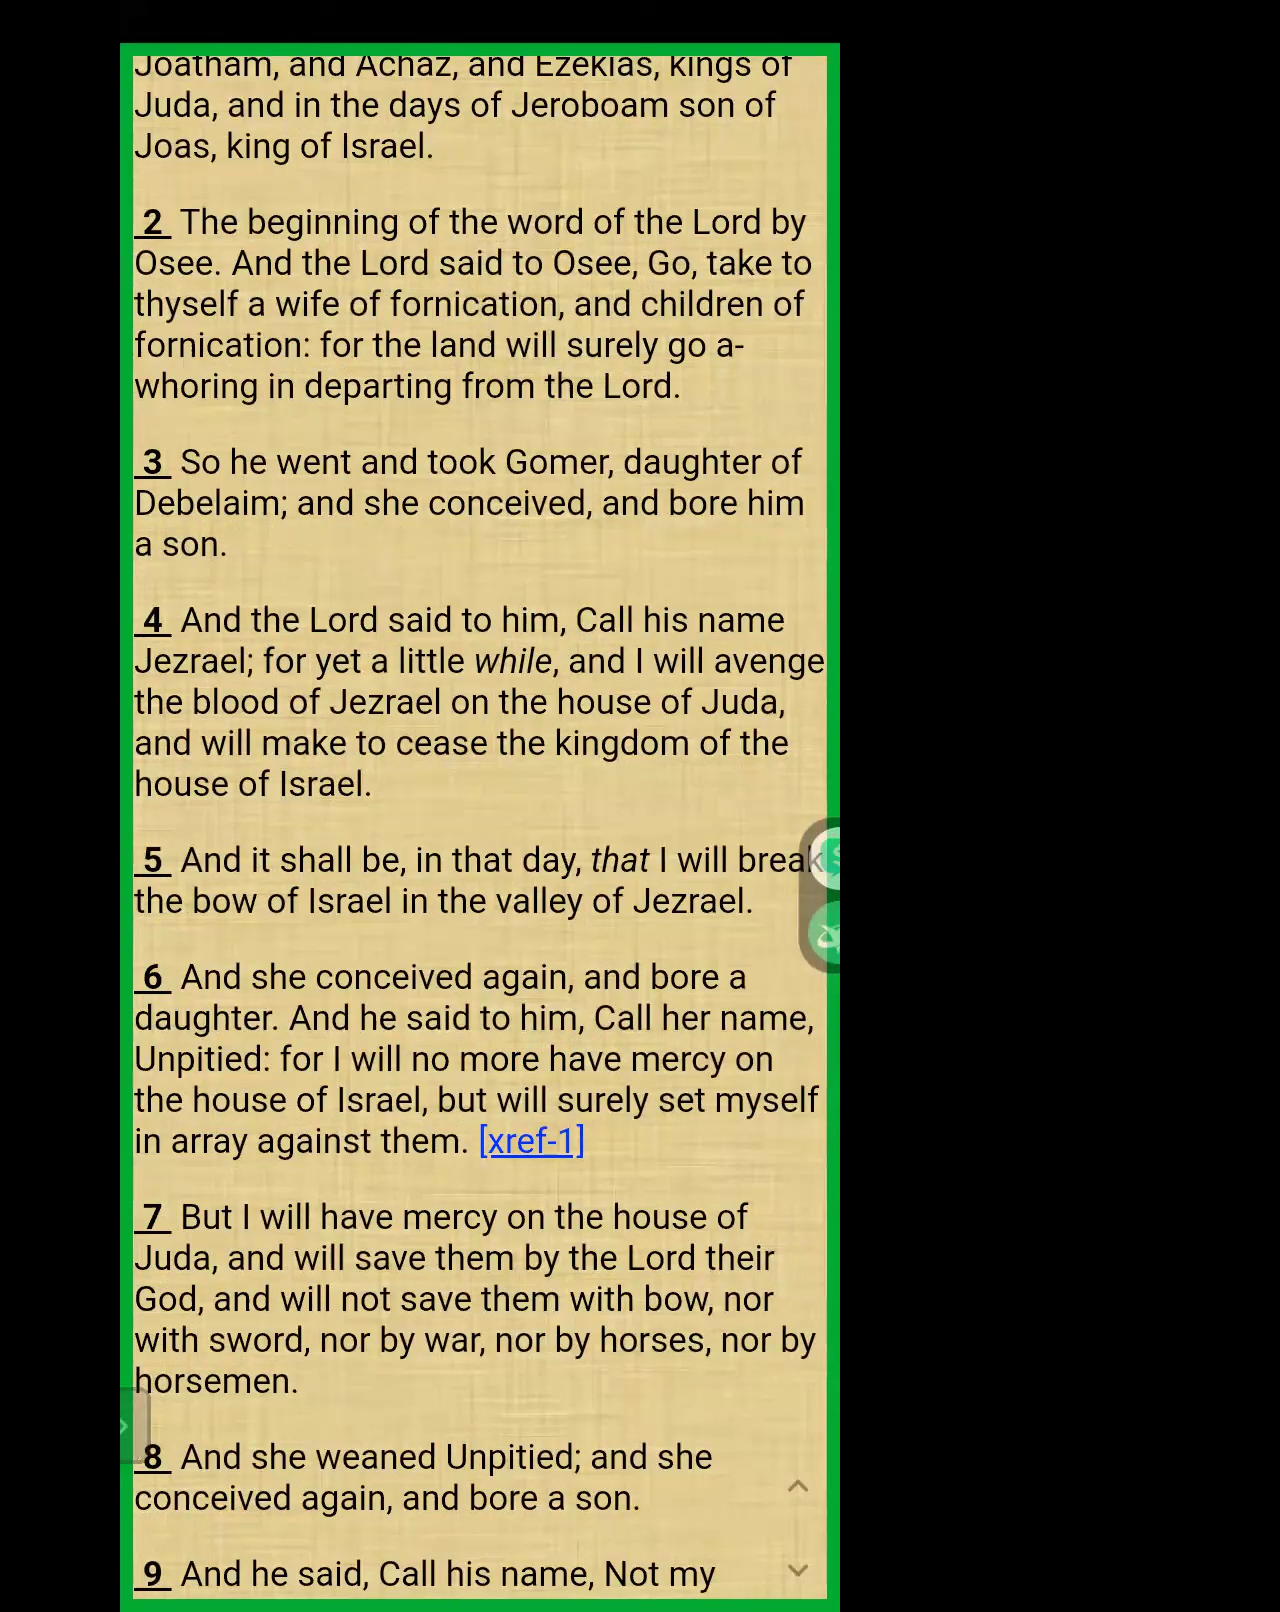 Joatham, and Achaz, and Ezekias, kings of
Juda, and in the days of Jeroboam son of
Joas, king of Israel.
2 The beginning of the word of the Lord by
Osee. And the Lord said to Osee, Go, take to
thyself a wife of fornication, and children of
fornication: for the land will surely go a-
whoring in departing from the Lord.
3 So he went and took Gomer, daughter of
Debelaim; and she conceived, and bore him
a son.
4 And the Lord said to him, Call his name
Jezrael; for yet a little while, and I will avenge
the blood of Jezrael on the house of Juda,
and will make to cease the kingdom of the
house of Israel.
5 And it shall be, in that day, that I will break
the bow of Israel in the valley of Jezrael.
6 And she conceived again, and bore a
daughter. And he said to him, Call her name,
Unpitied: for I will no more have mercy on
the house of Israel, but will surely set myself
in array against them. [xref-1]
7 But I will have mercy on the house of
Juda, and will save them by the Lord their
God, and will not save them with bow, nor
with sword, nor by war, nor by horses, nor by
horsemen.
8 And she weaned Unpitied; and she
conceived again, and bore a son.
9 And he said, Call his name, Not my